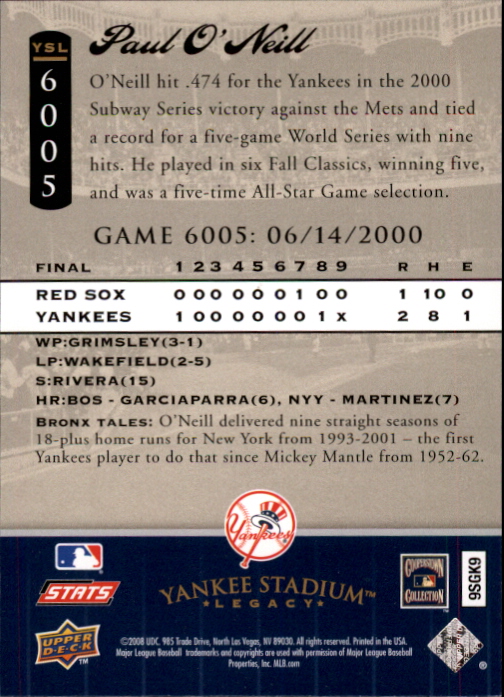 YSL
6005
Paul O'Neill
O'Neill hit .474 for the Yankees in the 2000
Subway Series victory against the Mets and tied
a record for a five-game World Series with nine
hits. He played in six Fall Classics, winning five,
and was a five-time All-Star Game selection.
GAME 6005: 06/14/2000
FINAL 1 2 3 4 5 6 7 8 9 R H E
RED SOX 0 0 0 0 0 0 1 0 0 1 10 0
YANKEES 1 0 0 0 0 0 0 1 x 2 8 1
WP:GRIMSLEY(3-1)
LP:WAKEFIELD(2-5)
S:RIVERA(15)
HR:BOS - GARCIAPARRA(6), NYY - MARTINEZ(7)
BRONX TALES: O'Neill delivered nine straight seasons of
18-plus home runs for New York from 1993-2001 – the first
Yankees player to do that since Mickey Mantle from 1952-62.
Yankees
STATS
YANKEE STADIUM™
LEGACY
COOPERSTOWN
COLLECTION
9SGK9
UPPER
DECK
™
©2008 UDC. 985 Trade Drive, North Las Vegas, NV 89030. All rights reserved. Printed in the USA.
Major League Baseball trademarks and copyrights are used with permission of Major League Baseball
Properties, Inc. MLB.com
®